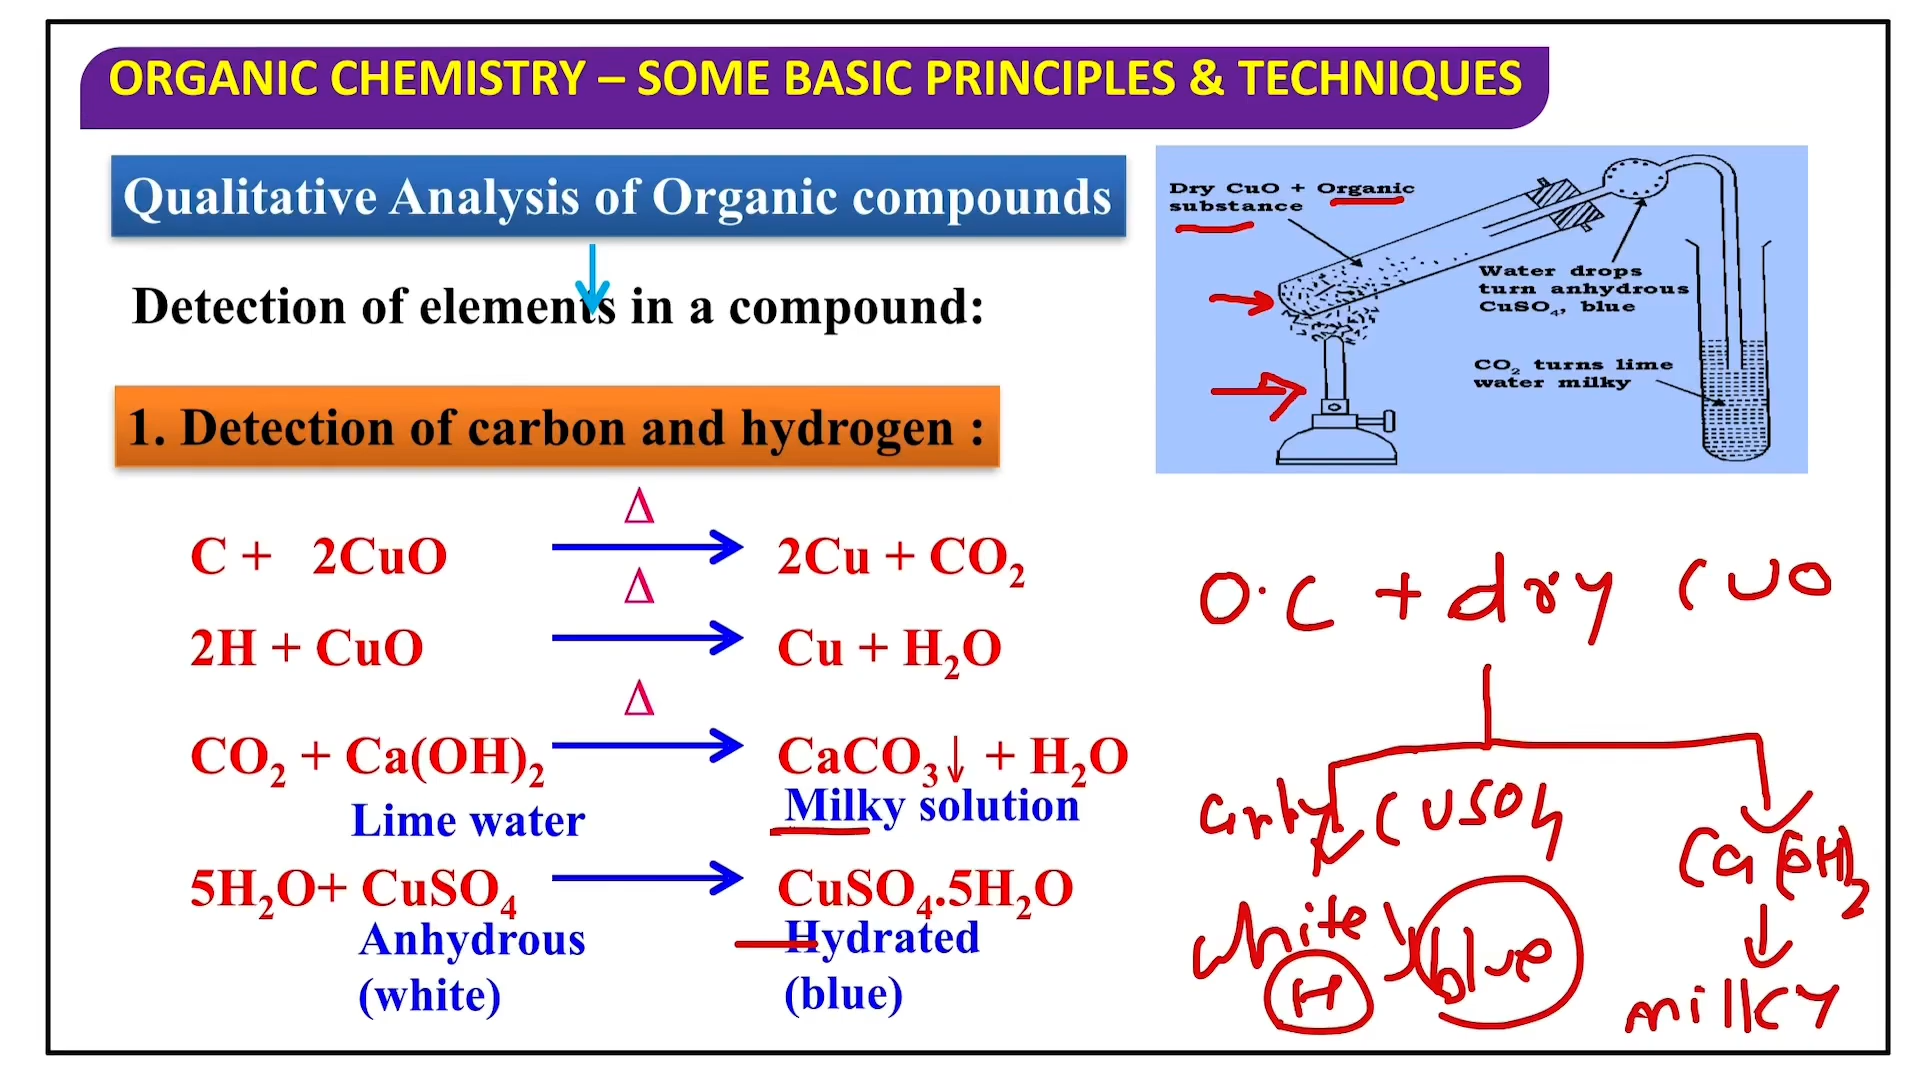 ORGANIC CHEMISTRY – SOME BASIC PRINCIPLES & TECHNIQUES
Qualitative Analysis of Organic compounds
Detection of elements in a compound:
1. Detection of carbon and hydrogen :
Δ
C + 2CuO → 2Cu + CO₂
Δ
2H + CuO → Cu + H₂O
Δ
CO₂ + Ca(OH)₂ → CaCO₃↓ + H₂O
Lime water Milky solution
5H₂O+ CuSO₄ → CuSO₄.5H₂O
Anhydrous Hydrated
(white) (blue)
Dry CuO + Organic
substance
Water drops
turn anhydrous
CuSO₄, blue
CO₂ turns lime
water milky
O.C + dry CuO
CuSO4
Ca(OH)2
white blue
H
milky